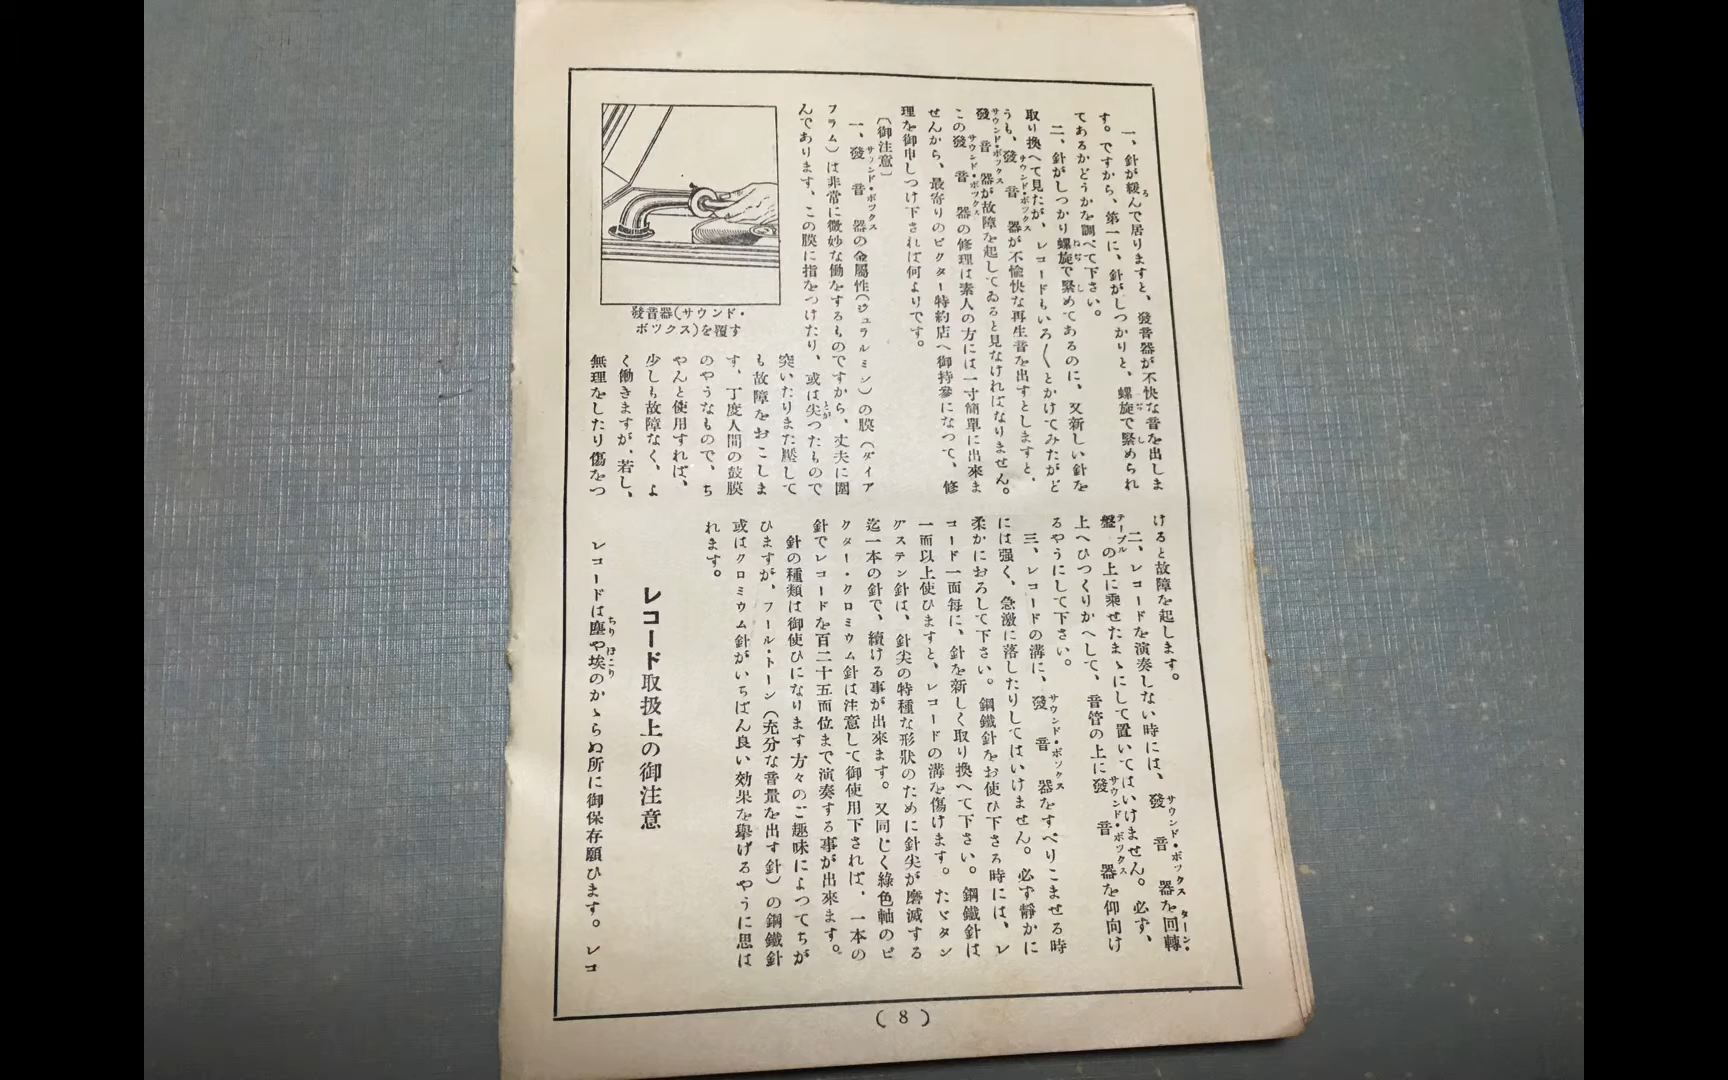 一、針が緩んで居りますと、發音器が不快な音を出しま
す。ですから、第一に、針がしつかりと、螺旋で緊められ
てあるかどうかを調べて下さい。
二、針がしつかり螺旋で緊めてあるのに、又新しい針を
取り換へて見たが、レコードもいろ〱とかけてみたがど
うも、發音器が不愉快な再生音を出すとしますと、
發音器が故障を起してゐると見なければなりません。
この發音器の修理は素人の方には一寸簡單に出來ま
せんから、最寄りのビクター特約店へ御持參になつて、修
理を御申しつけ下されば何よりです。
〔御注意〕
一、發音器の金屬性(ジュラルミン)の膜(ダイア
フラム)は非常に微妙な働をするものですから、丈夫に圍
んであります、この膜に指をつけたり、或は尖つたもので
突いたりまた壓して
も故障をおこしま
す、丁度人間の鼓膜
のやうなもので、ち
やんと使用すれば、
少しも故障なく、よ
く働きますが、若し、
無理をしたり傷をつ
發音器(サウンド・
ボックス)を覆す
けると故障を起します。
二、レコードを演奏しない時には、發音器を回轉
盤の上に乘せたまゝにして置いてはいけません。必ず、
上へひつくりかへして、音管の上に發音器を仰向け
るやうにして下さい。
三、レコードの溝に、發音器をすべりこませる時
には强く、急激に落したりしてはいけません。必ず靜かに
柔かにおろして下さい。鋼鐵針をお使ひ下さる時には、レ
コード一面每に、針を新しく取り換へて下さい。鋼鐵針は
一面以上使ひますと、レコードの溝を傷けます。たゞタン
グステン針は、針尖の特種な形狀のために針尖が磨滅する
迄一本の針で、續ける事が出來ます。又同じく綠色軸のビ
クター・クロミウム針は注意して御使用下されば、一本の
針でレコードを百二十五面位まで演奏する事が出來ます。
針の種類は御使ひになります方々のご趣味によつてちが
ひますが、フール・トーン(充分な音量を出す針)の鋼鐵針
或はクロミウム針がいちばん良い効果を擧げるやうに思は
れます。
レコード取扱上の御注意
レコードは塵や埃のかゝらぬ所に御保存願ひます。レコ
(8)